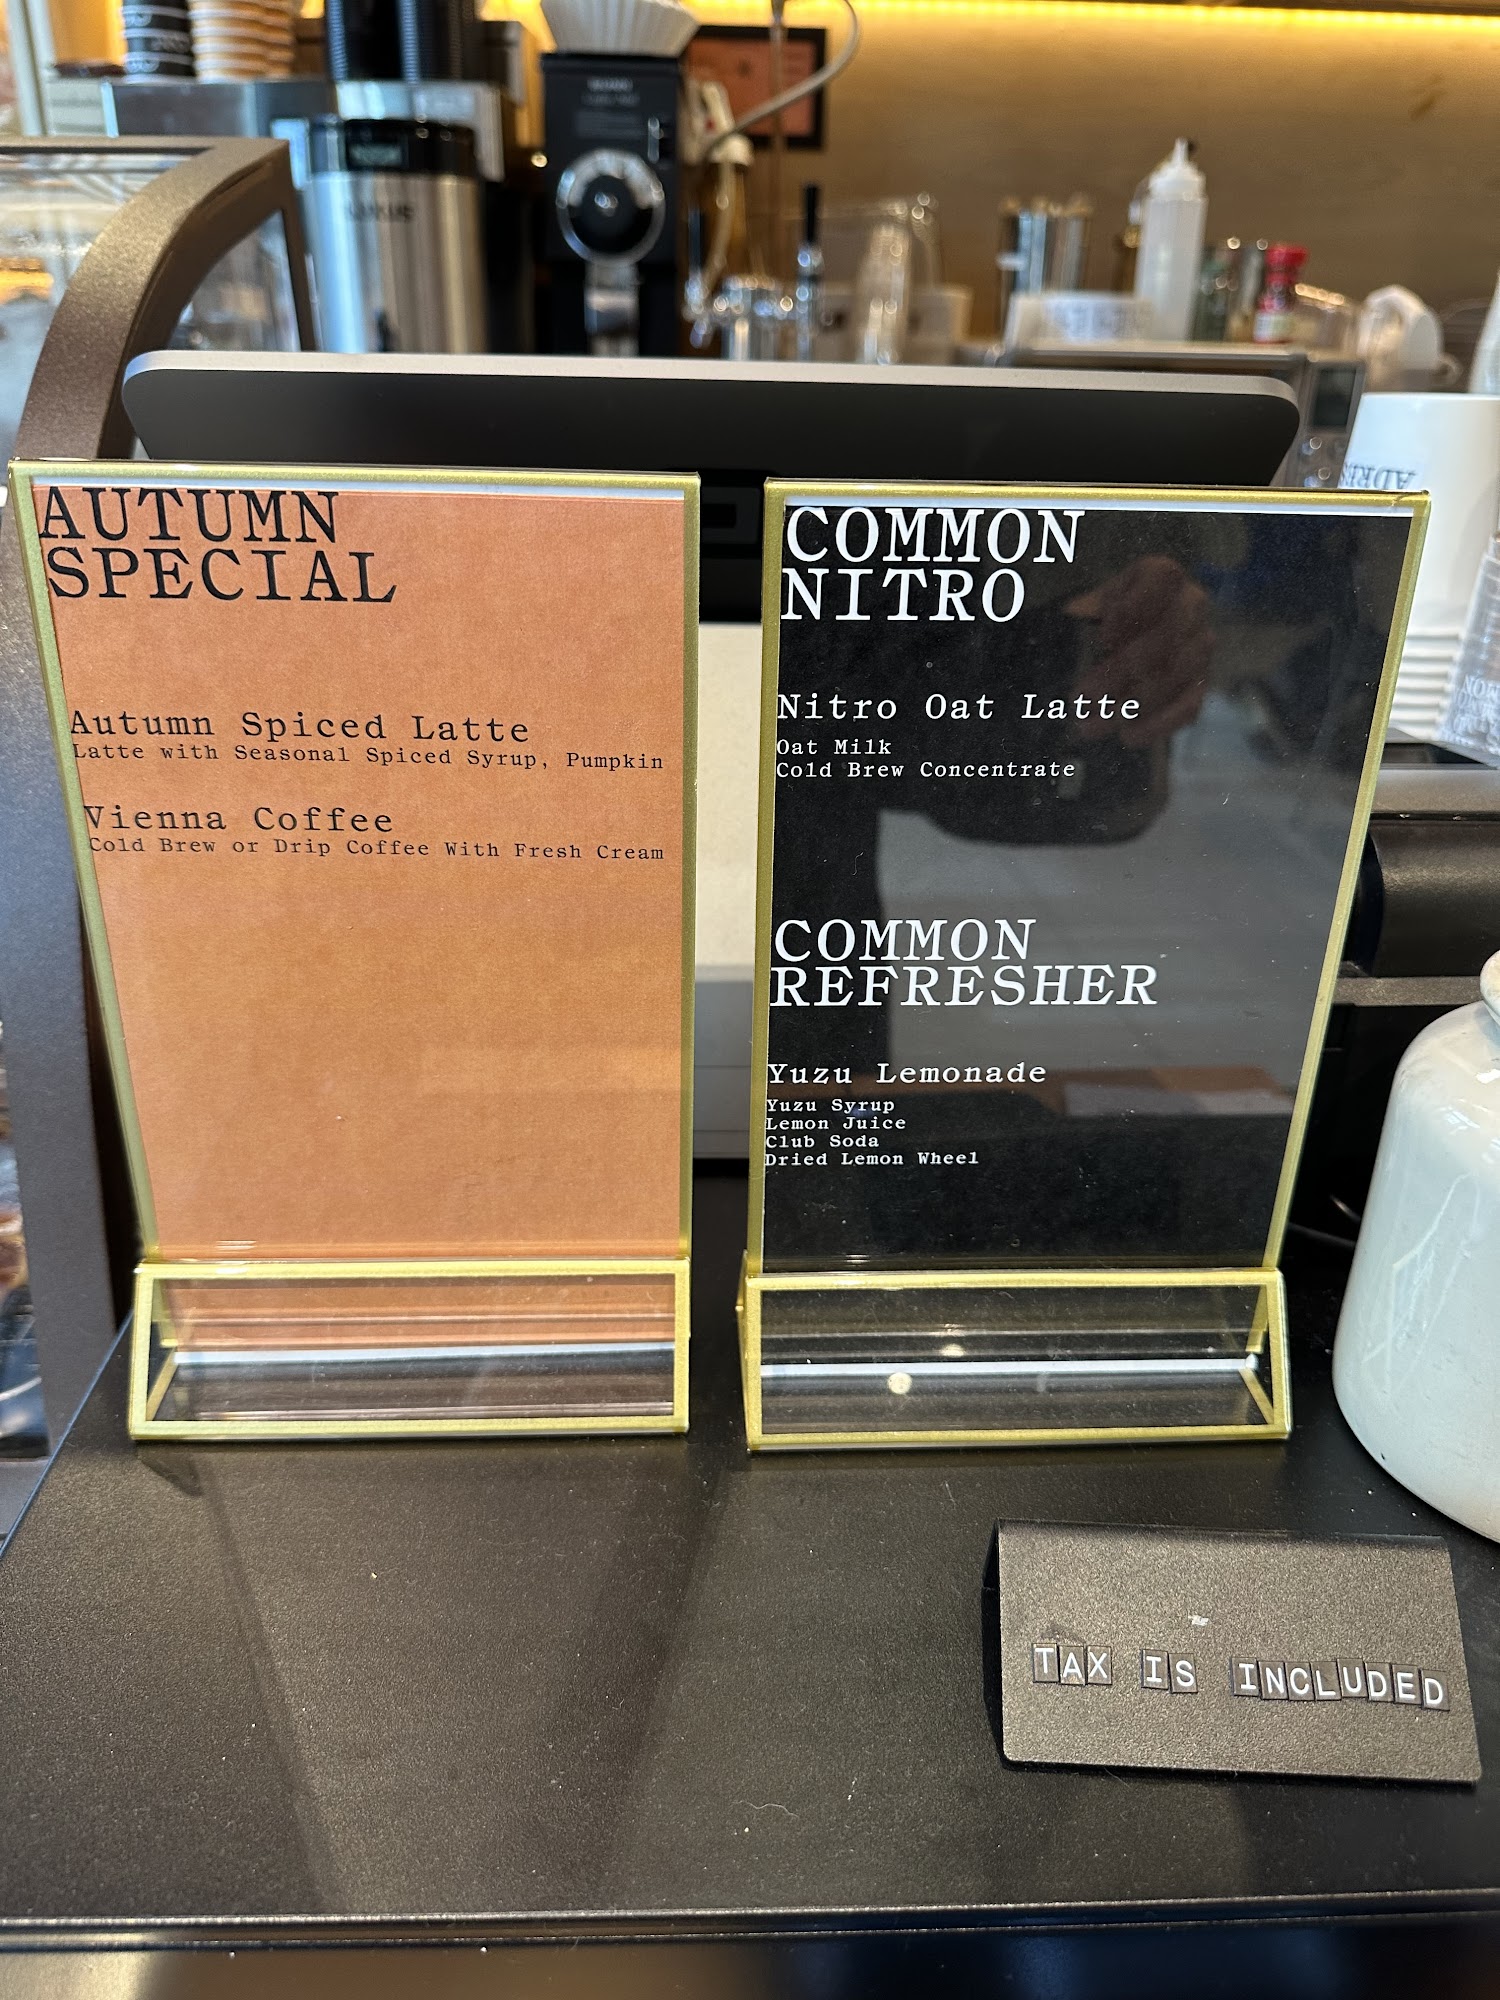 AUTUMN
SPECIAL
Autumn Spiced Latte
Latte with Seasonal Spiced Syrup, Pumpkin
Vienna Coffee
Cold Brew or Drip Coffee With Fresh Cream
COMMON
NITRO
Nitro Oat Latte
Oat Milk
Cold Brew Concentrate
COMMON
REFRESHER
Yuzu Lemonade
Yuzu Syrup
Lemon Juice
Club Soda
Dried Lemon Wheel
TAX IS INCLUDED